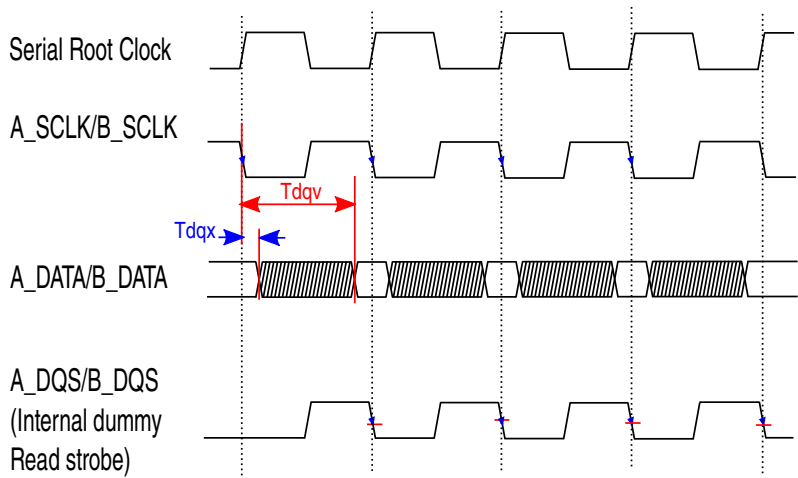 Serial Root Clock
A_SCLK/B_SCLK
Tdqv
Tdqx
A_DATA/B_DATA
A_DQS/B_DQS
(Internal dummy
Read strobe)